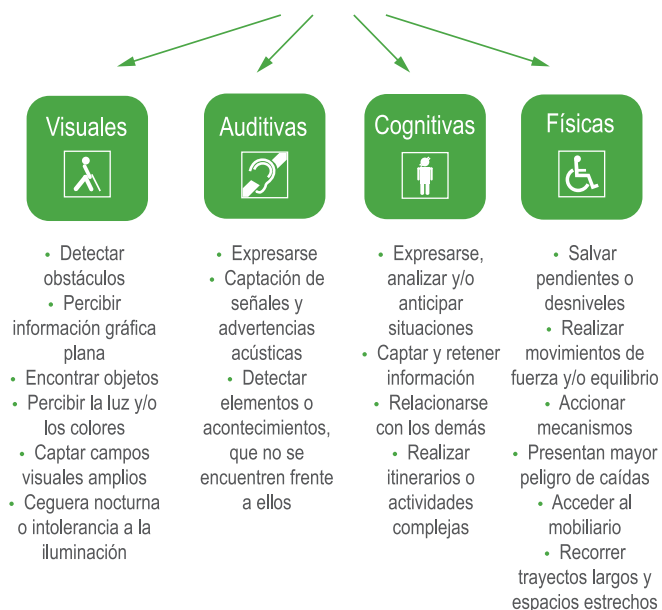 Visuales
• Detectar
obstáculos
• Percibir
información gráfica
plana
• Encontrar objetos
• Percibir la luz y/o
los colores
• Captar campos
visuales amplios
• Ceguera nocturna
o intolerancia a la
iluminación
Auditivas
• Expresarse
• Captación de
señales y
advertencias
acústicas
• Detectar
elementos o
acontecimientos,
que no se
encuentren frente
a ellos
Cognitivas
• Expresarse,
analizar y/o
anticipar
situaciones
• Captar y retener
información
• Relacionarse
con los demás
• Realizar
itinerarios o
actividades
complejas
Físicas
• Salvar
pendientes o
desniveles
• Realizar
movimientos de
fuerza y/o equilibrio
• Accionar
mecanismos
• Presentan mayor
peligro de caídas
• Acceder al
mobiliario
• Recorrer
trayectos largos y
espacios estrechos